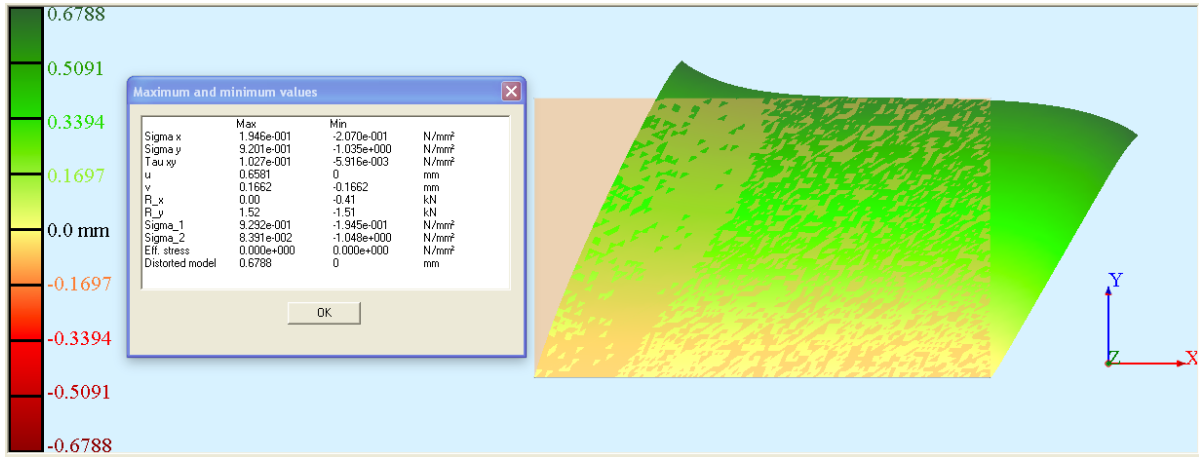 0.6788
0.5091
0.3394
0.1697
0.0 mm
-0.1697
-0.3394
-0.5091
-0.6788
Maximum and minimum values
Max Min
Sigma x 1.946e-001 -2.070e-001 N/mm²
Sigma y 9.201e-001 -1.035e+000 N/mm²
Tau xy 1.027e-001 -5.916e-003 N/mm²
u 0.6581 0 mm
v 0.1662 -0.1662 mm
R_x 0.00 -0.41 kN
R_y 1.52 -1.51 kN
Sigma_1 9.292e-001 -1.945e-001 N/mm²
Sigma_2 8.391e-002 -1.048e+000 N/mm²
Eff. stress 0.000e+000 0.000e+000 N/mm²
Distorted model 0.6788 0 mm
OK
Y
Z X